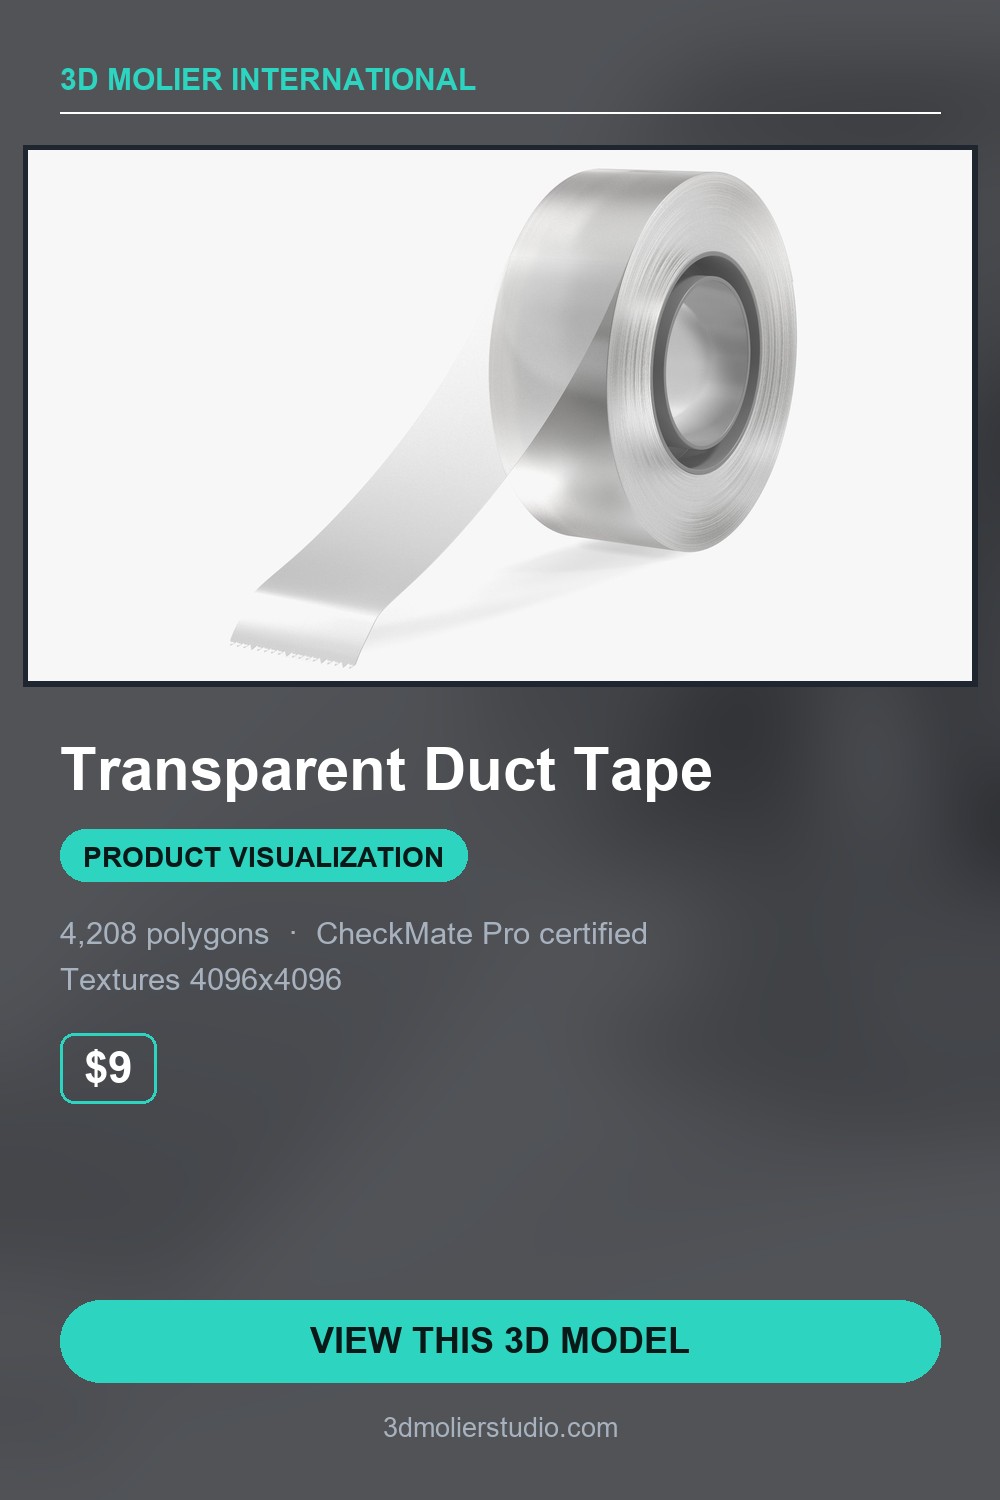 3D MOLIER INTERNATIONAL
Transparent Duct Tape
PRODUCT VISUALIZATION
4,208 polygons · CheckMate Pro certified
Textures 4096x4096
$9
VIEW THIS 3D MODEL
3dmolierstudio.com